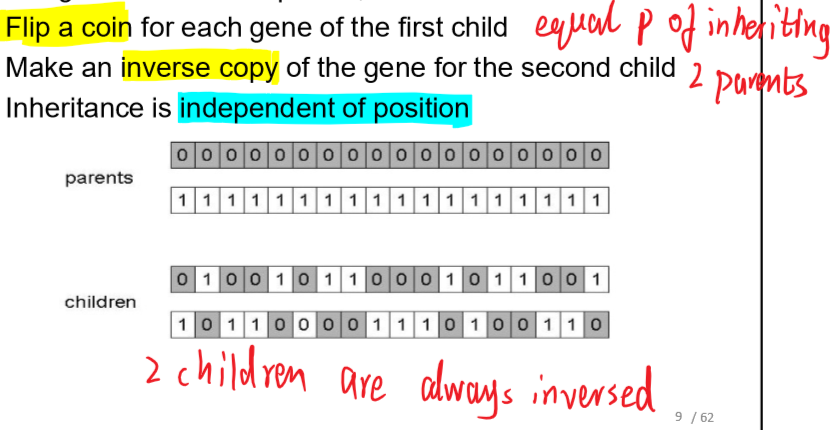 Flip a coin for each gene of the first child equal p of inheriting
Make an inverse copy of the gene for the second child 2 parents
Inheritance is independent of position
0 0 0 0 0 0 0 0 0 0 0 0 0 0 0 0 0 0
parents
1 1 1 1 1 1 1 1 1 1 1 1 1 1 1 1 1 1
0 1 0 0 1 0 1 1 0 0 0 1 0 1 1 0 0 1
children
1 0 1 1 0 0 0 0 1 1 1 0 1 0 0 1 1 0
2 children are always inversed
9 / 62